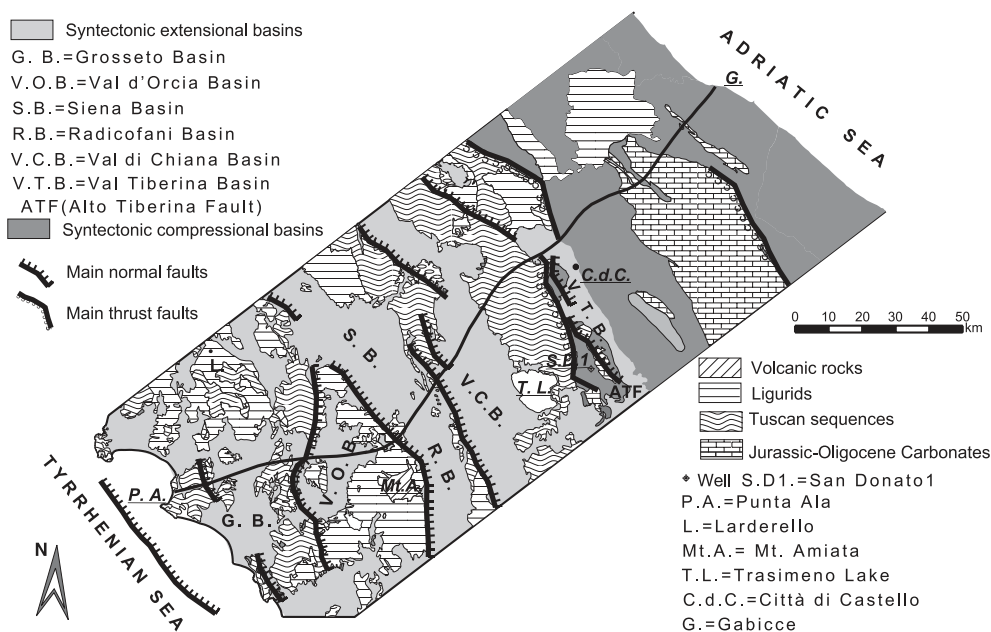 Syntectonic extensional basins
G. B.=Grosseto Basin
V.O.B.=Val d'Orcia Basin
S.B.=Siena Basin
R.B.=Radicofani Basin
V.C.B.=Val di Chiana Basin
V.T.B.=Val Tiberina Basin
ATF(Alto Tiberina Fault)
Syntectonic compressional basins
Main normal faults
Main thrust faults
ADRIATIC SEA
G.
C.d.C.
V.T.B.
S.D.1
ATF
T. L.
S. B.
V.C.B.
R. B.
V. O. B.
Mt.A.
L.
P. A.
G. B.
TYRRHENIAN SEA
N
0 10 20 30 40 50
km
Volcanic rocks
Ligurids
Tuscan sequences
Jurassic-Oligocene Carbonates
Well S.D1.=San Donato1
P.A.=Punta Ala
L.=Larderello
Mt.A.= Mt. Amiata
T.L.=Trasimeno Lake
C.d.C.=Città di Castello
G.=Gabicce